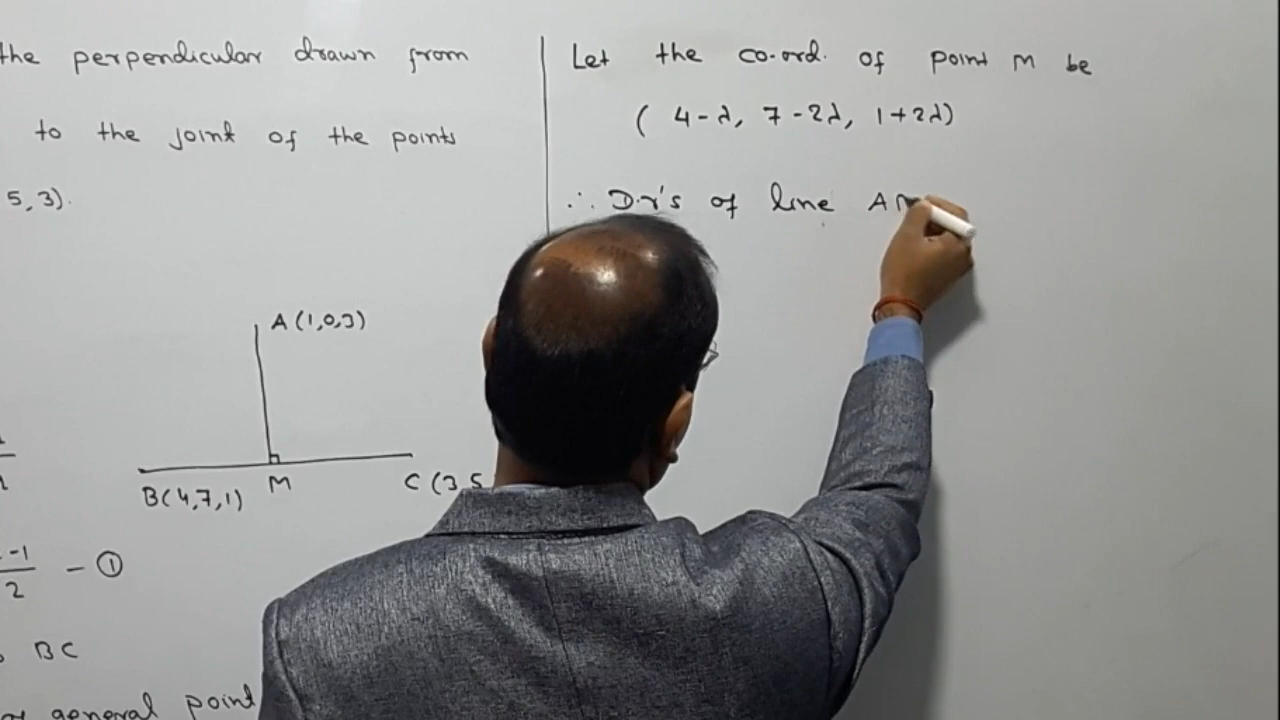 the perpendicular drawn from
to the joint of the points
5, 3).
A (1,0,3)
B(4,7,1)
M
C (3,5
-1
2
- ①
BC
general point
Let the co-ord. of point M be
( 4-λ, 7-2λ, 1+2λ)
∴ D.r's of line A